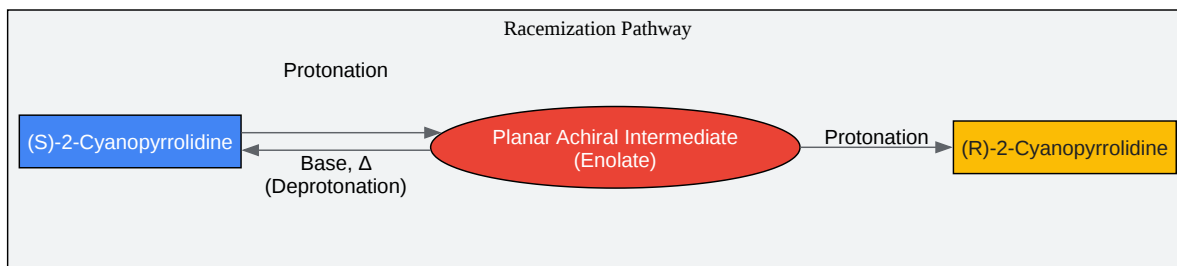 Racemization Pathway
Protonation
(S)-2-Cyanopyrrolidine
Base, Δ
(Deprotonation)
Planar Achiral Intermediate
(Enolate)
Protonation
(R)-2-Cyanopyrrolidine